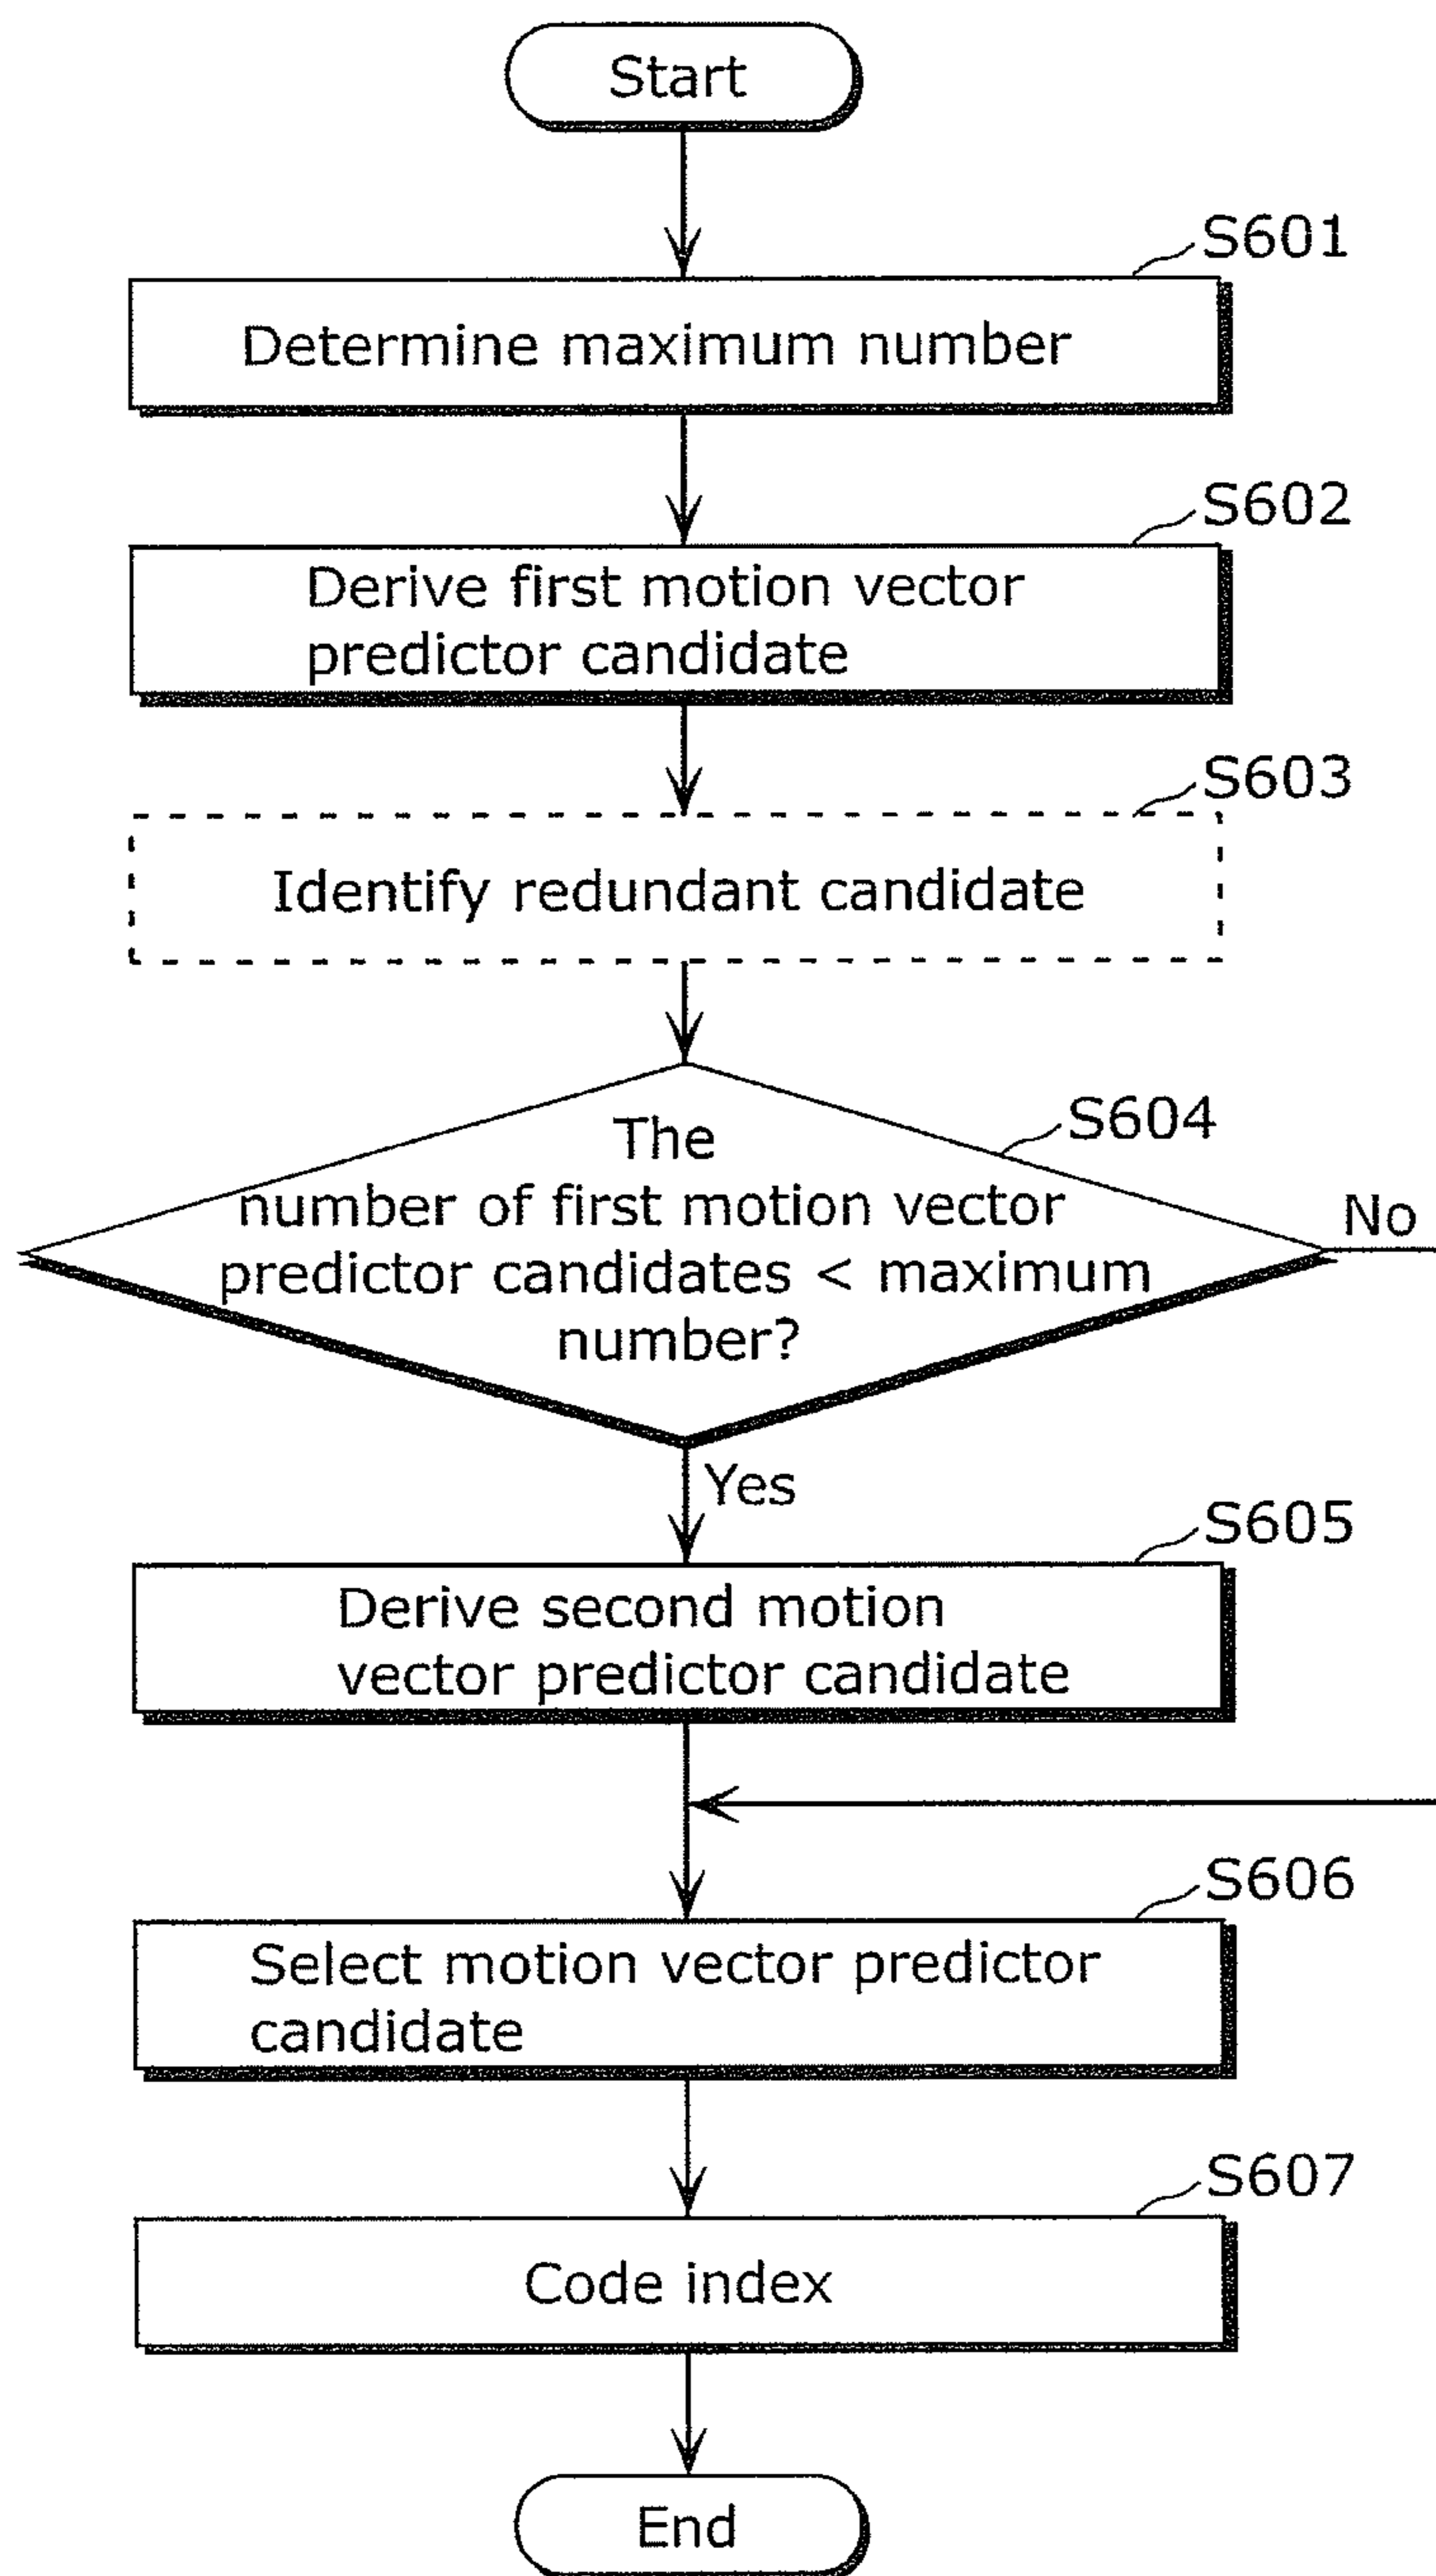 Start
S601
Determine maximum number
S602
Derive first motion vector
predictor candidate
S603
Identify redundant candidate
S604
The
number of first motion vector
predictor candidates < maximum
number?
No
Yes
S605
Derive second motion
vector predictor candidate
S606
Select motion vector predictor
candidate
S607
Code index
End